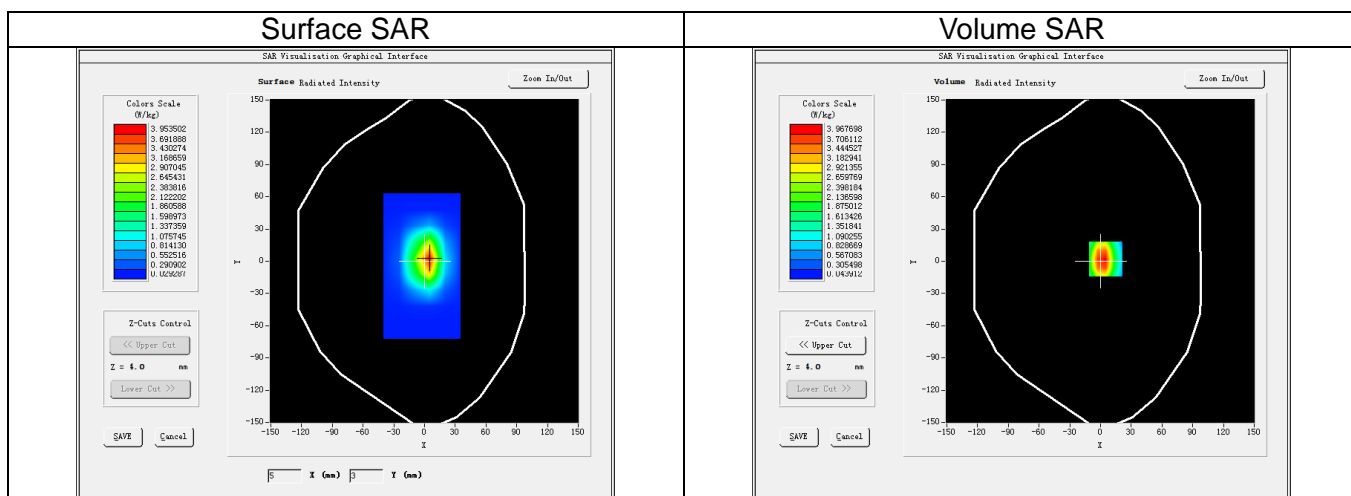 Surface SAR
SAR Visualisation Graphical Interface
Surface Radiated Intensity
Zoom In/Out
Colors Scale
(W/kg)
3.953502
3.691888
3.430274
3.168659
2.907045
2.645431
2.383816
2.122202
1.860588
1.598973
1.337359
1.075745
0.814130
0.552516
0.290902
0.029287
Z-Cuts Control
<< Upper Cut
Z = 4.0 mm
Lower Cut >>
SAVE Cancel
150
120
90
60
30
0
-30
-60
-90
-120
-150
Y
-150 -120 -90 -60 -30 0 30 60 90 120 150
X
5 X (mm) 3 Y (mm)
Volume SAR
SAR Visualisation Graphical Interface
Volume Radiated Intensity
Zoom In/Out
Colors Scale
(W/kg)
3.967698
3.706112
3.444527
3.182941
2.921355
2.659769
2.398184
2.136598
1.875012
1.613426
1.351841
1.090255
0.828669
0.567083
0.305498
0.043912
Z-Cuts Control
<< Upper Cut
Z = 4.0 mm
Lower Cut >>
SAVE Cancel
150
120
90
60
30
0
-30
-60
-90
-120
-150
Y
-150 -120 -90 -60 -30 0 30 60 90 120 150
X